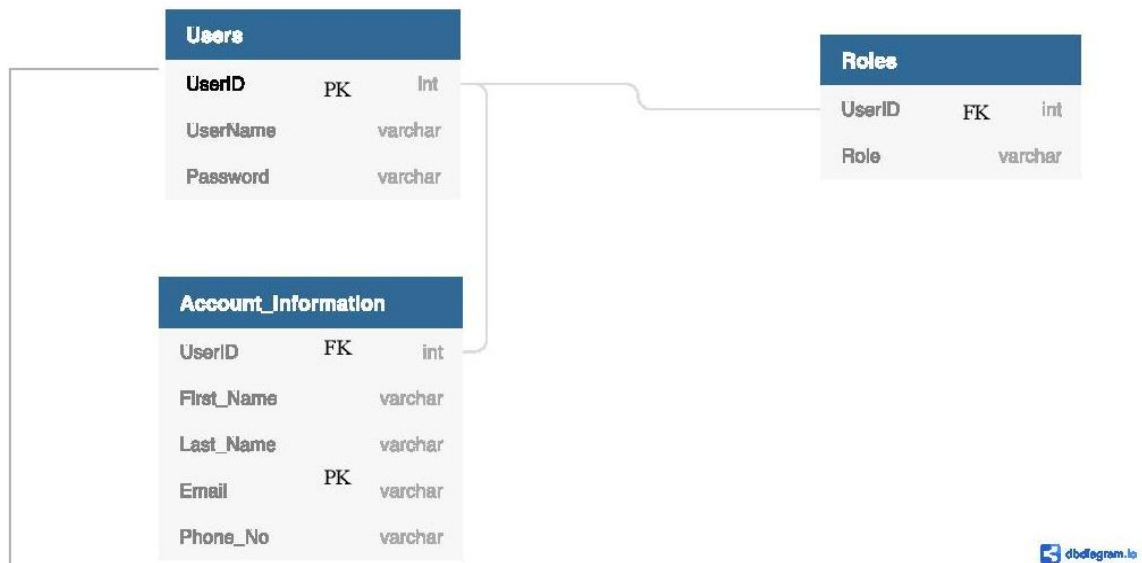 Users
UserID PK int
UserName varchar
Password varchar
Roles
UserID FK int
Role varchar
Account_Information
UserID FK int
First_Name varchar
Last_Name varchar
Email PK varchar
Phone_No varchar
dbdiagram.io